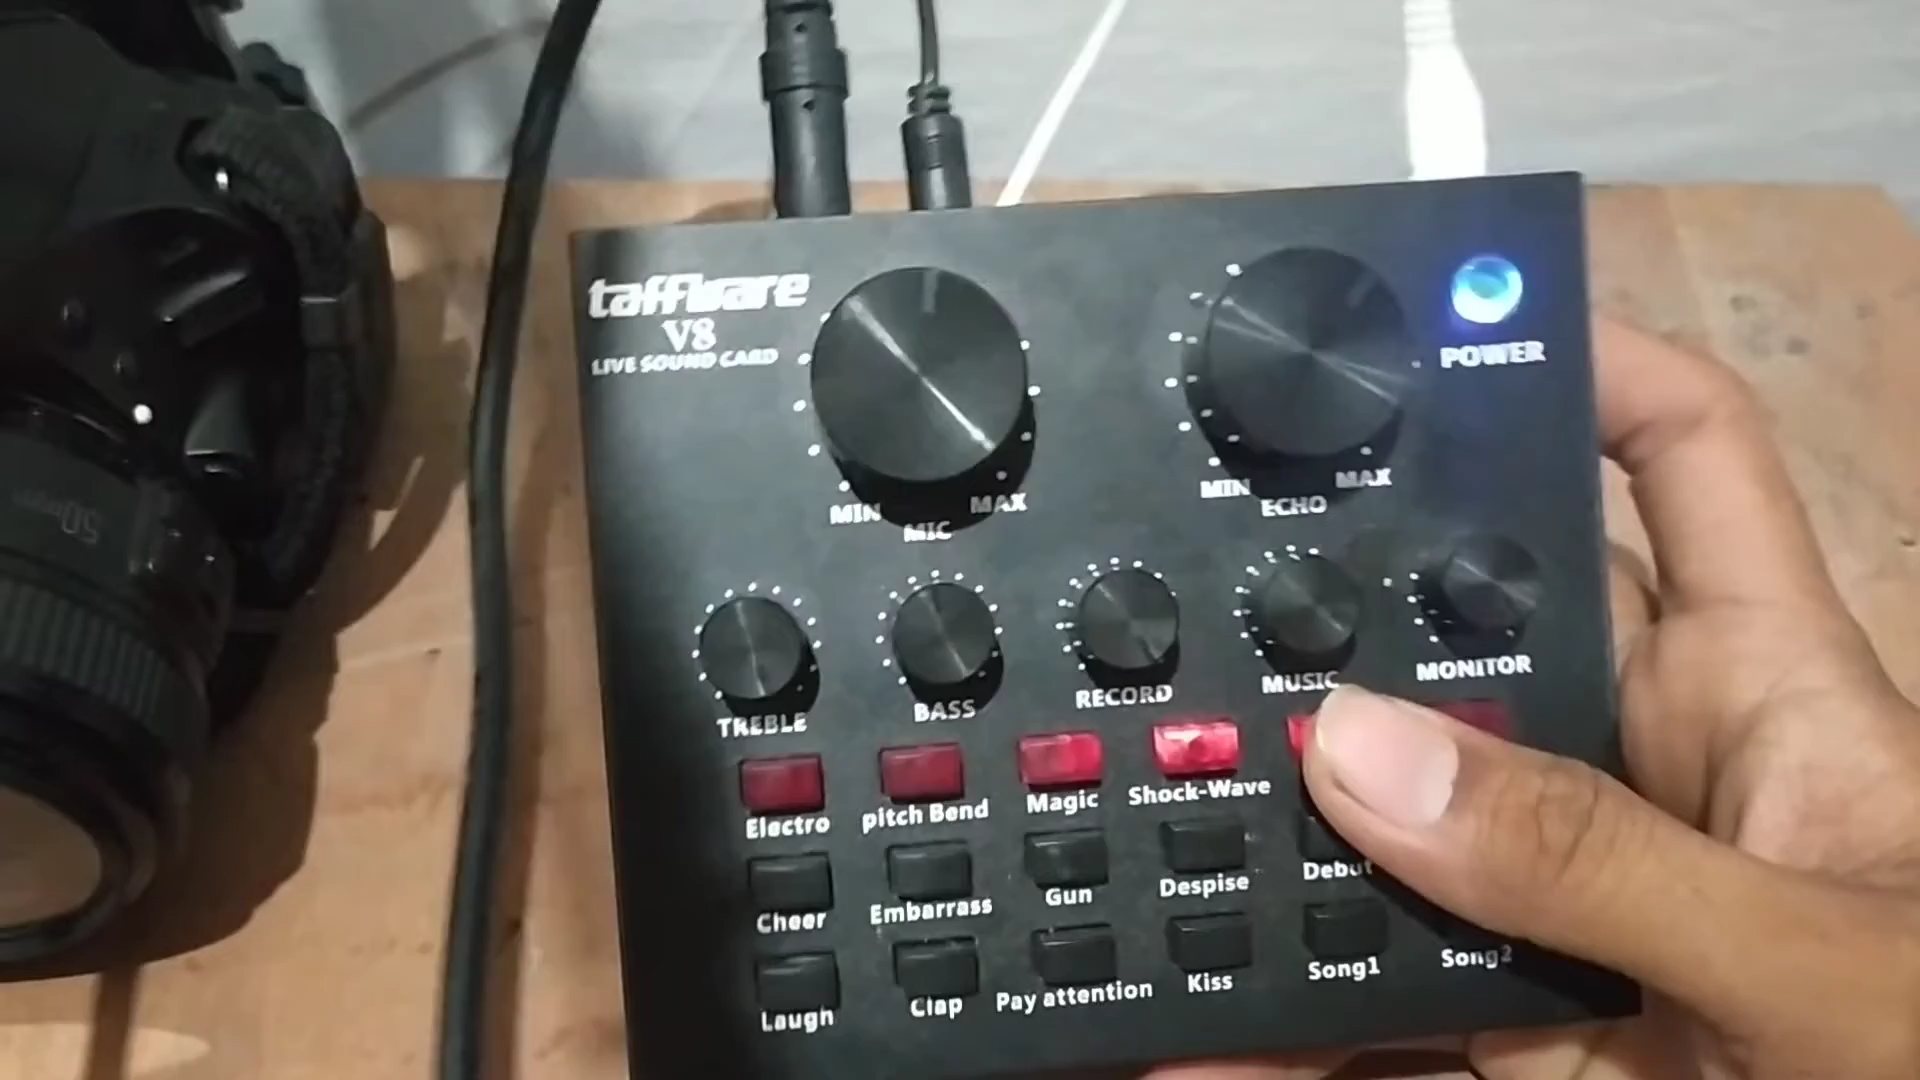 taffware
V8
LIVE SOUND CARD
POWER
MIN
MAX
MIC
MIN
MAX
ECHO
TREBLE
BASS
RECORD
MUSIC
MONITOR
Electro
pitch Bend
Magic
Shock-Wave
Cheer
Embarrass
Gun
Despise
Debut
Laugh
Clap
Pay attention
Kiss
Song1
Song2
50mm